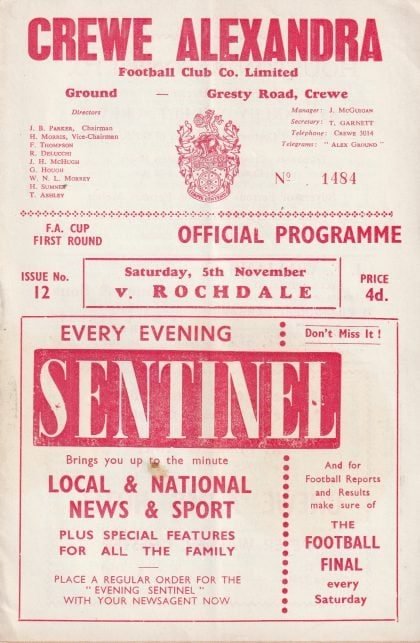 CREWE ALEXANDRA
Football Club Co. Limited
Ground — Gresty Road, Crewe
Directors
J. B. PARKER, Chairman
H. MORRIS, Vice-Chairman
F. THOMPSON
R. DELUCCHI
J. H. MCHUGH
G. HOUGH
W. N. L. MORREY
H. SUMNER
T. ASHLEY
Manager: J. MCGUIGAN
Secretary: T. GARNETT
Telephone: CREWE 3014
Telegrams: "ALEX GROUND"
No 1484
F.A. CUP
FIRST ROUND
OFFICIAL PROGRAMME
ISSUE No.
12
Saturday, 5th November
v. ROCHDALE
PRICE
4d.
EVERY EVENING
SENTINEL
Brings you up to the minute
LOCAL & NATIONAL
NEWS & SPORT
PLUS SPECIAL FEATURES
FOR ALL THE FAMILY
PLACE A REGULAR ORDER FOR THE
"EVENING SENTINEL"
WITH YOUR NEWSAGENT NOW
Don't Miss It !
And for
Football Reports
and Results
make sure of
THE
FOOTBALL
FINAL
every
Saturday